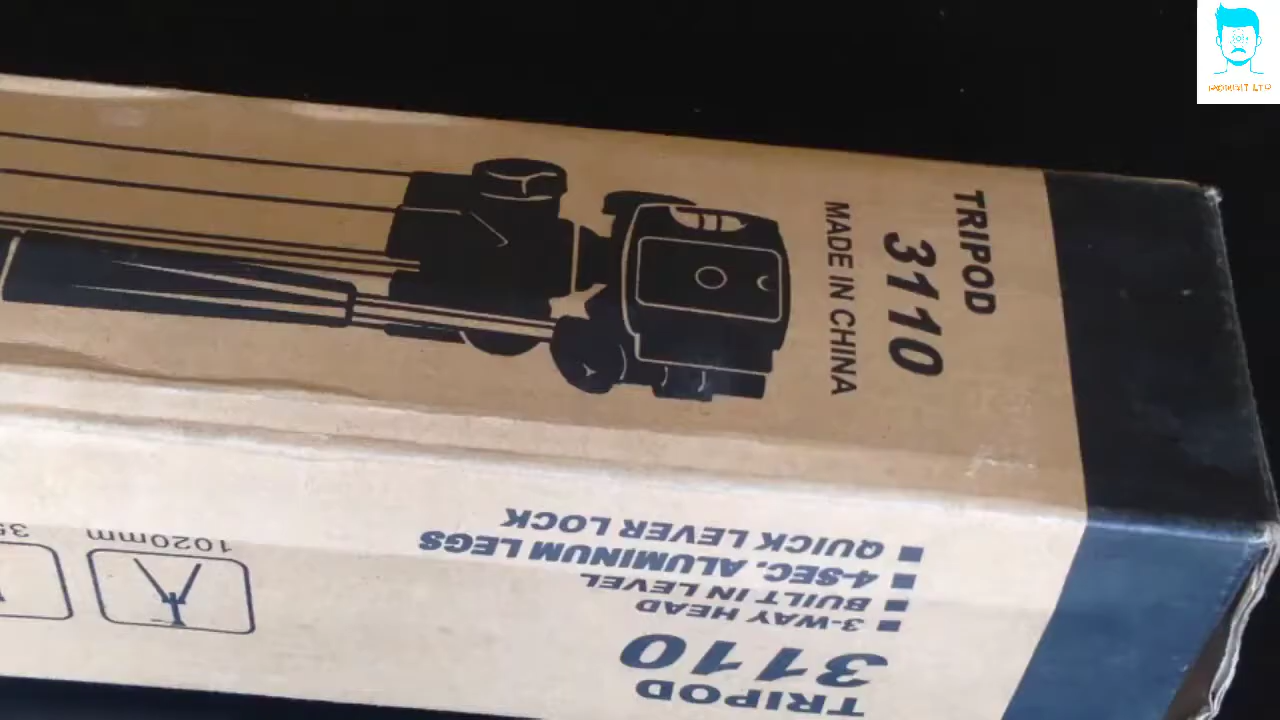 TRIPOD
3110
MADE IN CHINA
TRIPOD
3110
■ 3-WAY HEAD
■ BUILT IN LEVEL
■ 4-SEC. ALUMINUM LEGS
■ QUICK LEVER LOCK
1020mm